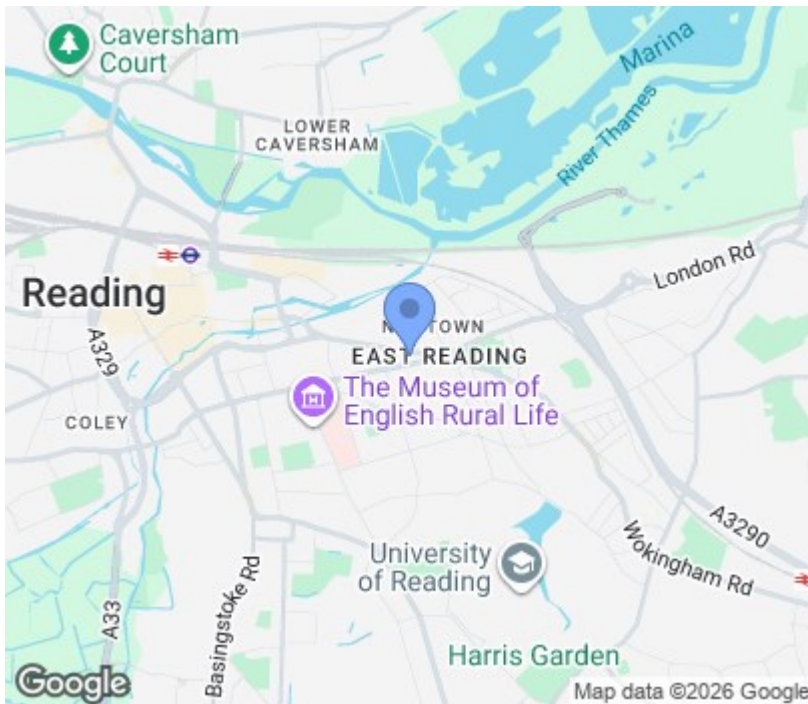 Caversham
Court
Marina
LOWER
CAVERSHAM
River Thames
London Rd
Reading
A329
EAST READING
The Museum of
English Rural Life
COLEY
A3290
University
of Reading
Wokingham Rd
Basingstoke Rd
A33
Harris Garden
Google
Map data ©2026 Google